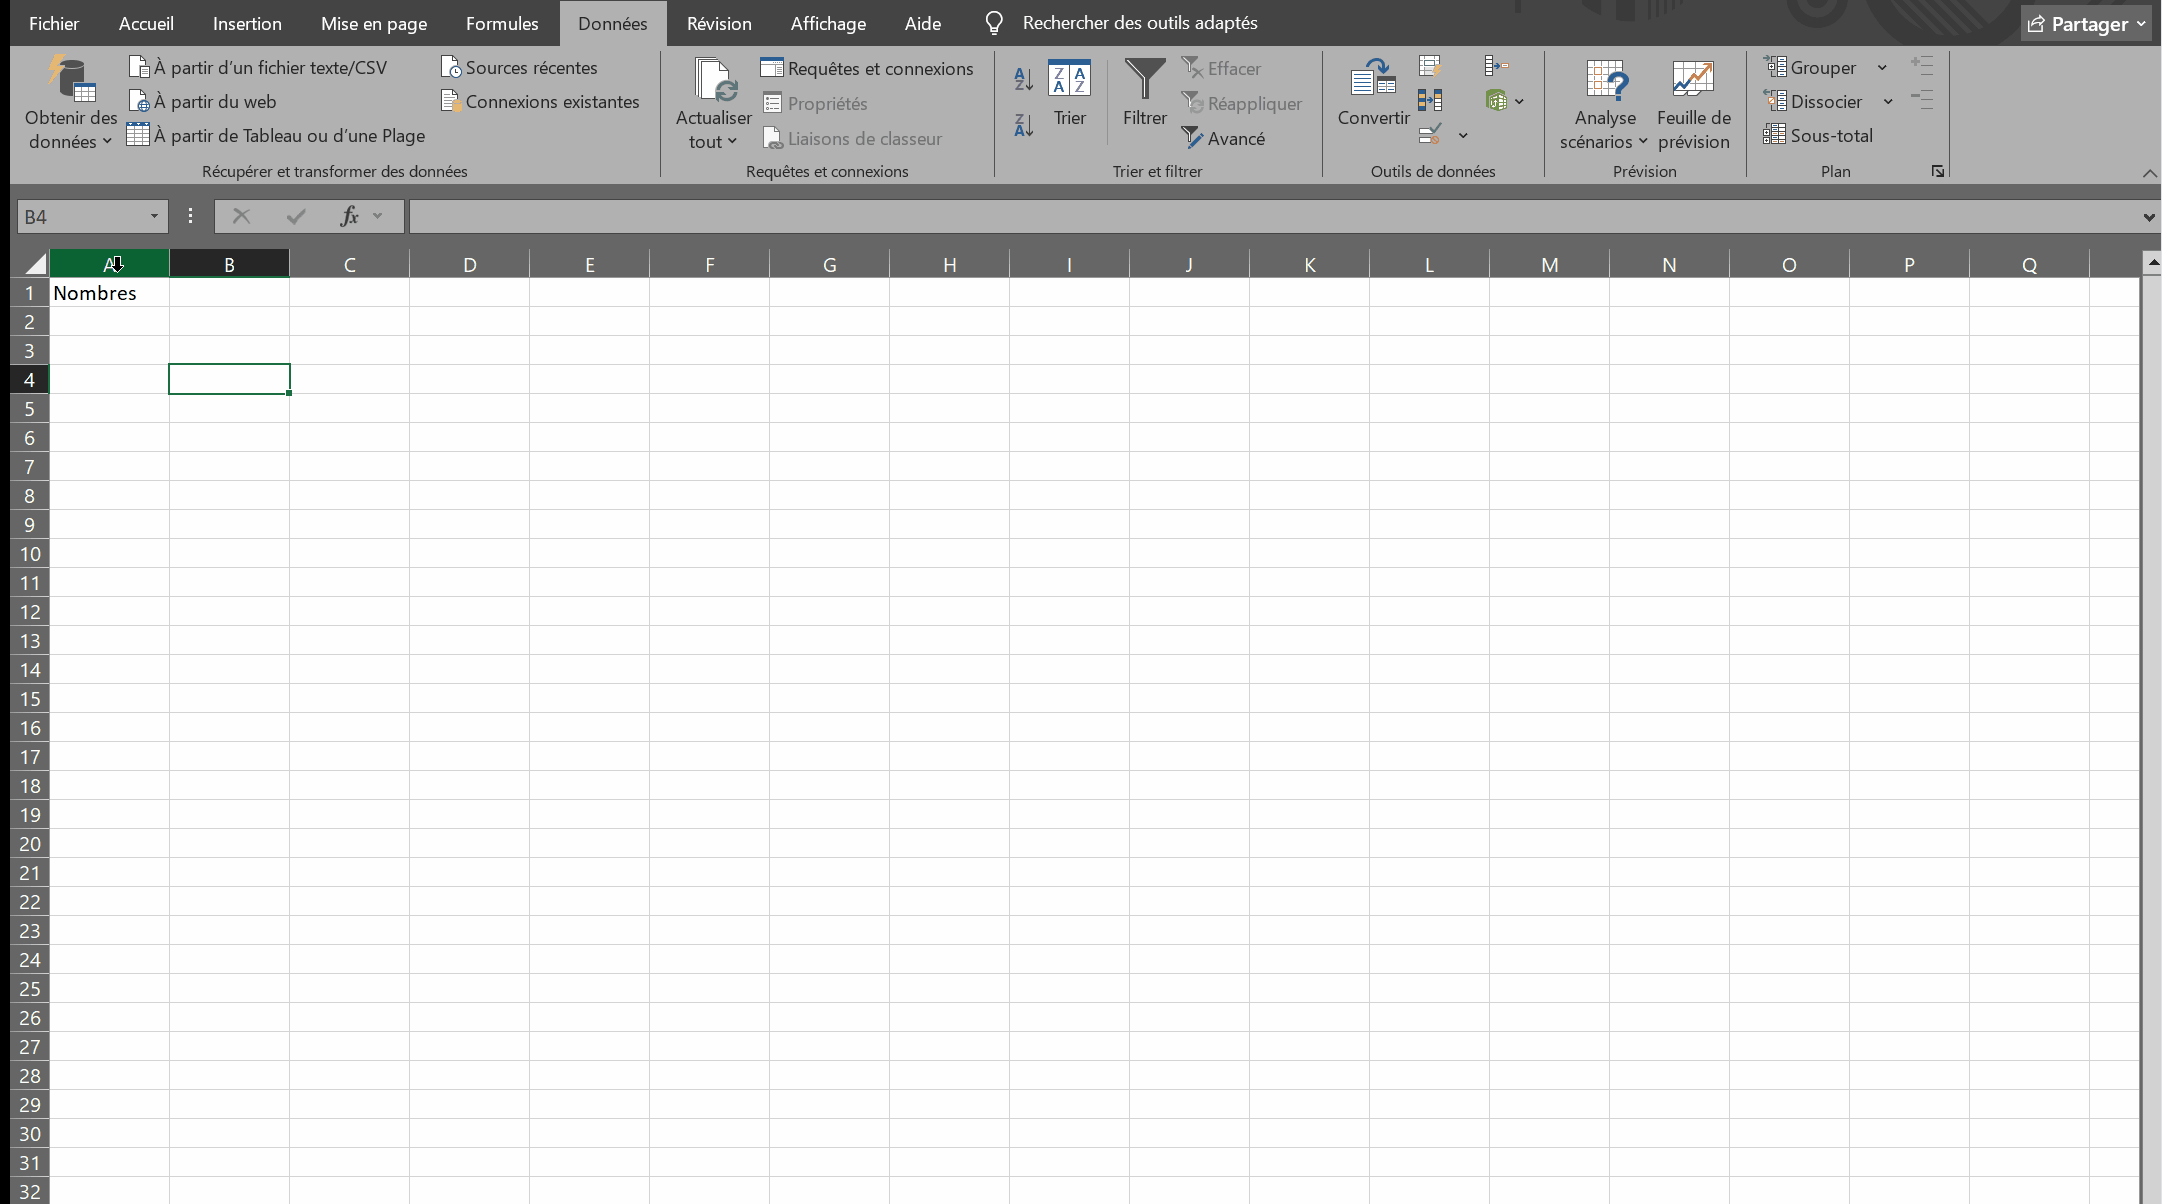 Fichier Accueil Insertion Mise en page Formules Données Révision Affichage Aide Rechercher des outils adaptés Partager
Obtenir des données
À partir d'un fichier texte/CSV
À partir du web
À partir de Tableau ou d'une Plage
Sources récentes
Connexions existantes
Récupérer et transformer des données
Actualiser tout
Requêtes et connexions
Propriétés
Liaisons de classeur
Requêtes et connexions
Trier
Filtrer
Effacer
Réappliquer
Avancé
Trier et filtrer
Convertir
Outils de données
Analyse scénarios
Feuille de prévision
Prévision
Grouper
Dissocier
Sous-total
Plan
B4 fx
A B C D E F G H I J K L M N O P Q
1 Nombres
2
3
4
5
6
7
8
9
10
11
12
13
14
15
16
17
18
19
20
21
22
23
24
25
26
27
28
29
30
31
32